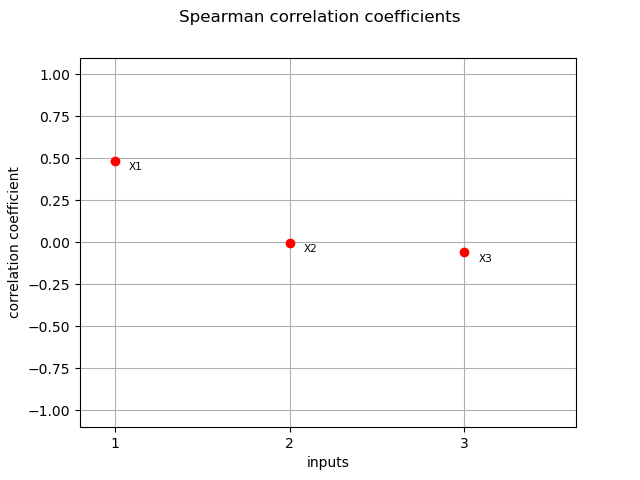 Spearman correlation coefficients
1.00
0.75
0.50
0.25
0.00
−0.25
−0.50
−0.75
−1.00
correlation coefficient
X1
X2
X3
1 2 3
inputs